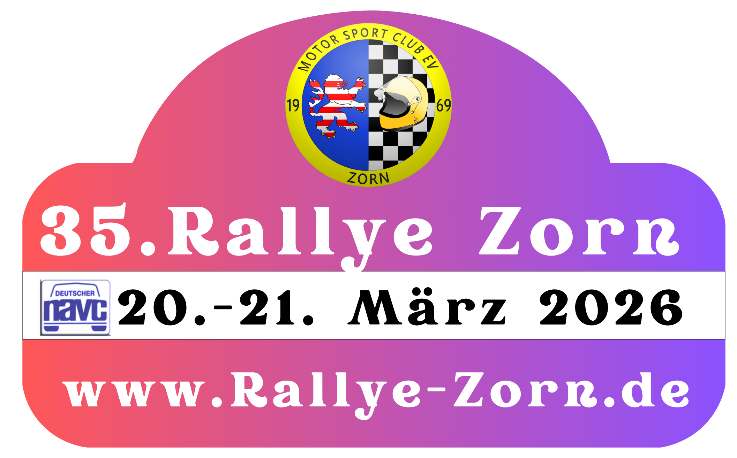 MOTOR SPORT CLUB EV
19 69
ZORN
35.Rallye Zorn
DEUTSCHER
navc
20.-21. März 2026
www.Rallye-Zorn.de